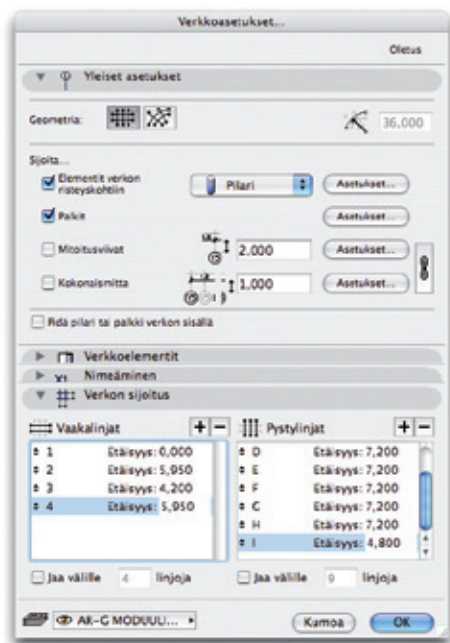 Verkkoasetukset...
Oletus
Yleiset asetukset
Geometria:
36,000
Sijoita...
Elementit verkon risteyskohtiin
Pilari
Asetukset...
Palkit
Asetukset...
Mitoitusviivat
2,000
Asetukset...
Kokonaismitta
1,000
Asetukset...
Pidä pilari tai palkki verkon sisällä
Verkkoelementit
Nimeäminen
Verkon sijoitus
Vaakalinjat
+ −
Pystylinjat
+ −
1 Etäisyys: 0,000
2 Etäisyys: 5,950
3 Etäisyys: 4,200
4 Etäisyys: 5,950
D Etäisyys: 7,200
E Etäisyys: 7,200
F Etäisyys: 7,200
G Etäisyys: 7,200
H Etäisyys: 7,200
I Etäisyys: 4,800
Jaa välille 4 linjoja
Jaa välille 9 linjoja
AK-G MODUUU...
Kumoa
OK